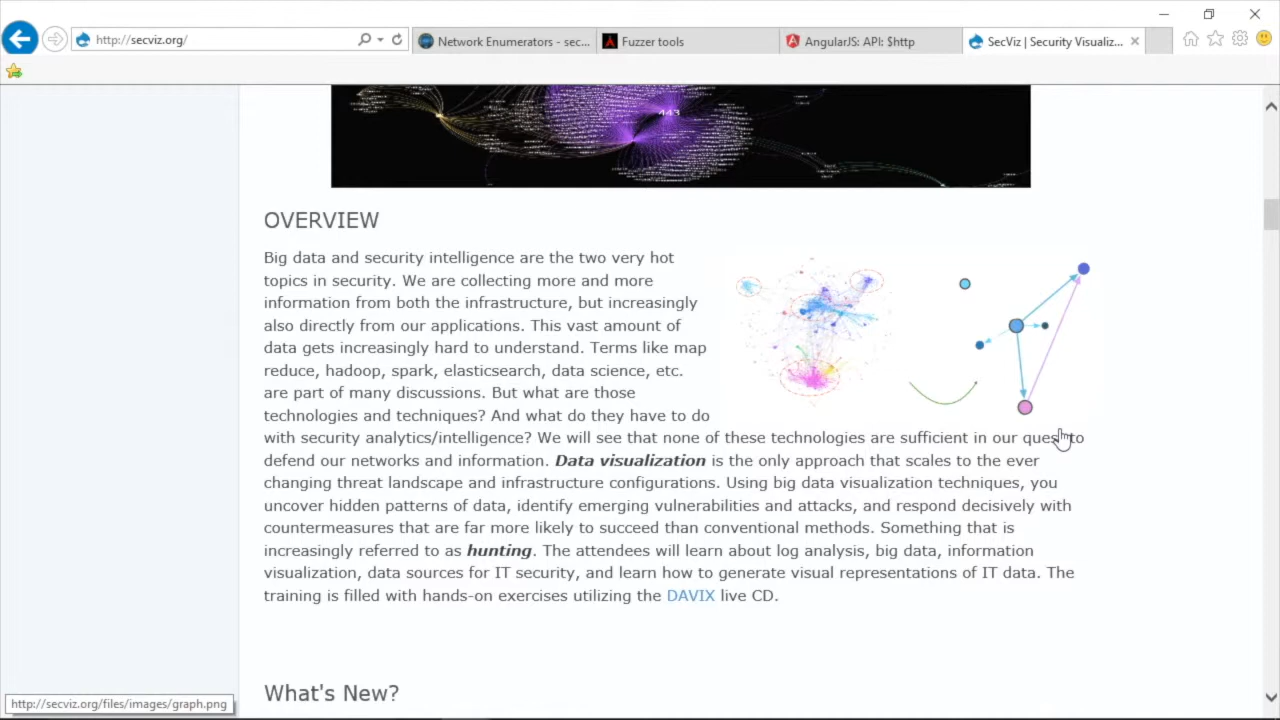 http://secviz.org/
Network Enumerators - sec...
Fuzzer tools
AngularJS: API: $http
SecViz | Security Visualiz...
443
OVERVIEW
Big data and security intelligence are the two very hot
topics in security. We are collecting more and more
information from both the infrastructure, but increasingly
also directly from our applications. This vast amount of
data gets increasingly hard to understand. Terms like map
reduce, hadoop, spark, elasticsearch, data science, etc.
are part of many discussions. But what are those
technologies and techniques? And what do they have to do
with security analytics/intelligence? We will see that none of these technologies are sufficient in our quest to
defend our networks and information. Data visualization is the only approach that scales to the ever
changing threat landscape and infrastructure configurations. Using big data visualization techniques, you
uncover hidden patterns of data, identify emerging vulnerabilities and attacks, and respond decisively with
countermeasures that are far more likely to succeed than conventional methods. Something that is
increasingly referred to as hunting. The attendees will learn about log analysis, big data, information
visualization, data sources for IT security, and learn how to generate visual representations of IT data. The
training is filled with hands-on exercises utilizing the DAVIX live CD.
What's New?
http://secviz.org/files/images/graph.png